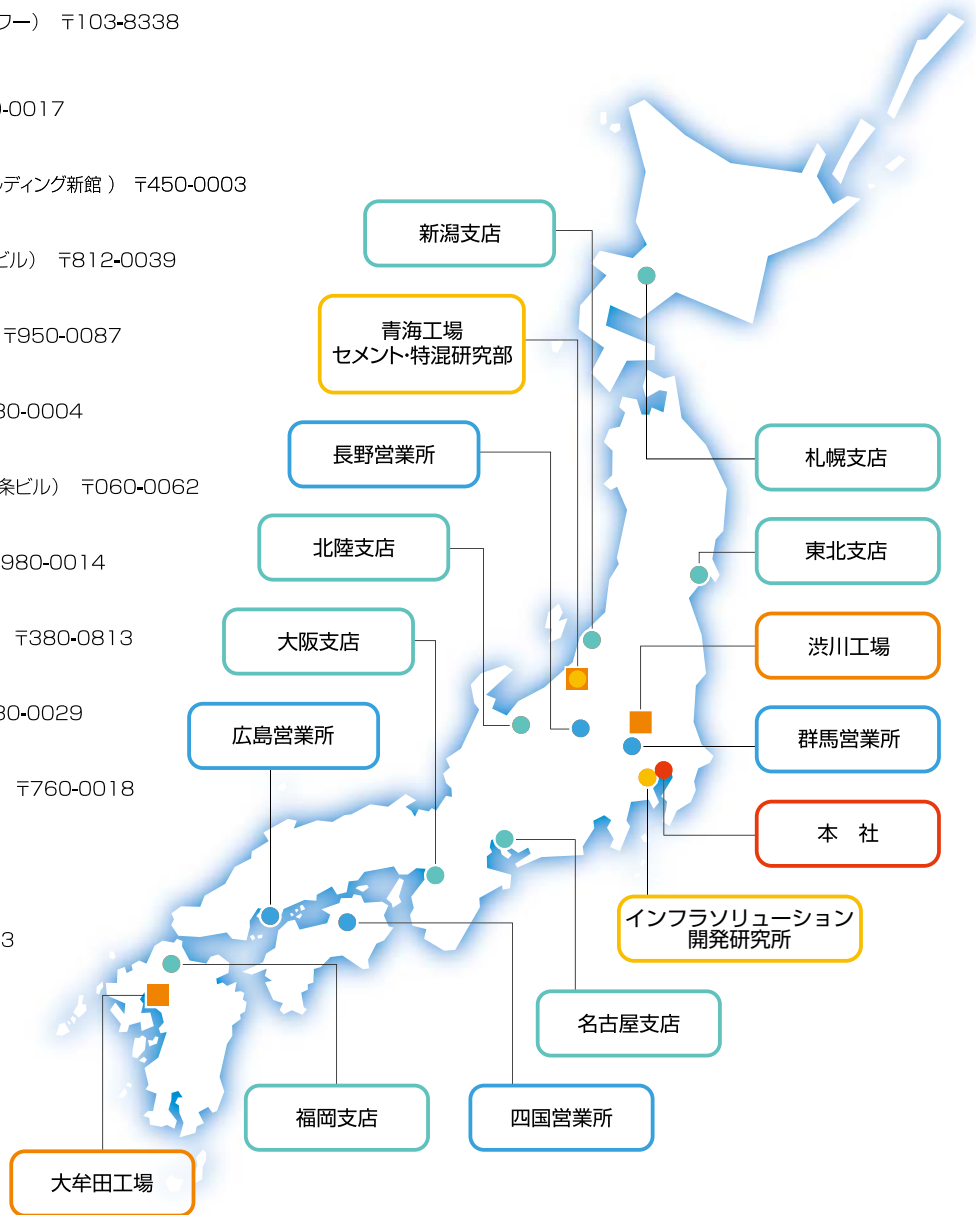 フー） 〒103-8338
-0017
ルディング新館 ） 〒450-0003
ビル） 〒812-0039
〒950-0087
30-0004
条ビル） 〒060-0062
980-0014
〒380-0813
30-0029
〒760-0018
3
新潟支店
青海工場
セメント・特混研究部
長野営業所
北陸支店
大阪支店
広島営業所
札幌支店
東北支店
渋川工場
群馬営業所
本　社
インフラソリューション
開発研究所
名古屋支店
四国営業所
福岡支店
大牟田工場